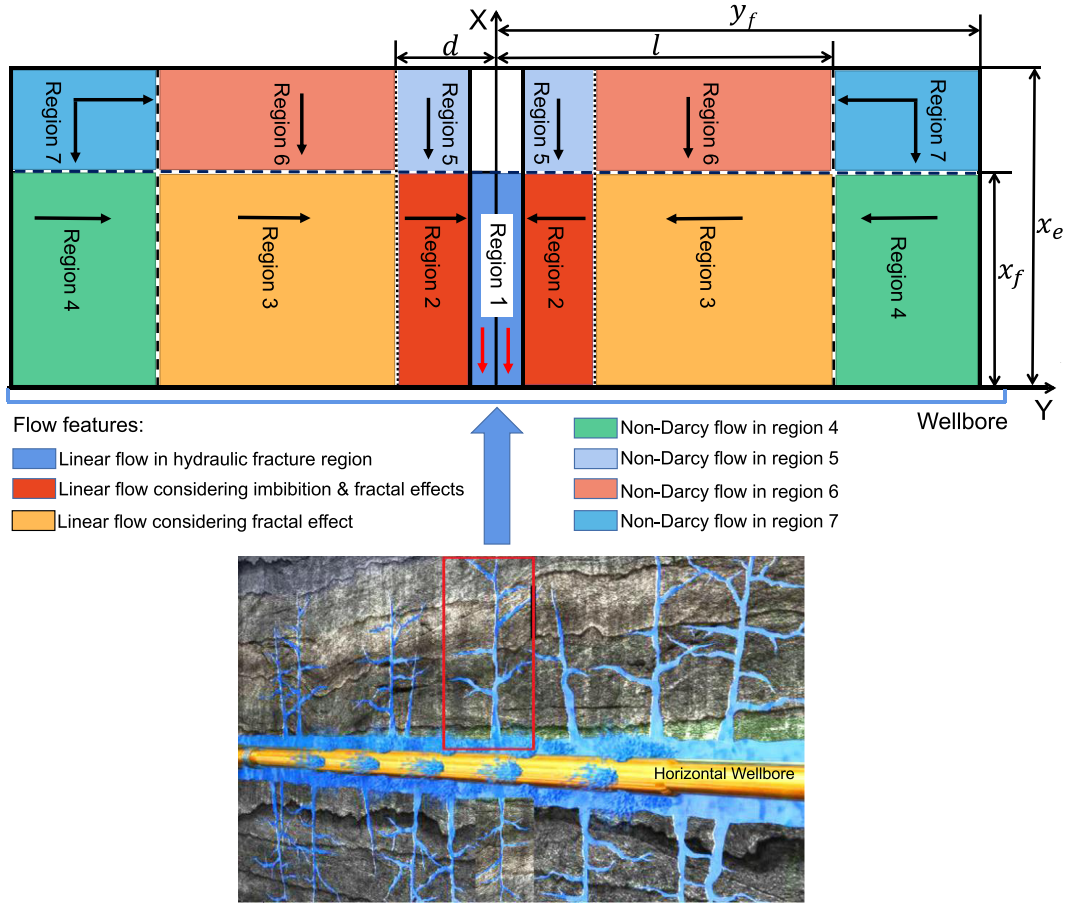 X
y_f
d
l
Region 7
Region 6
Region 5
Region 5
Region 6
Region 7
Region 4
Region 3
Region 2
Region 1
Region 2
Region 3
Region 4
x_f
x_e
Y
Wellbore
Flow features:
Linear flow in hydraulic fracture region
Linear flow considering imbibition & fractal effects
Linear flow considering fractal effect
Non-Darcy flow in region 4
Non-Darcy flow in region 5
Non-Darcy flow in region 6
Non-Darcy flow in region 7
Horizontal Wellbore